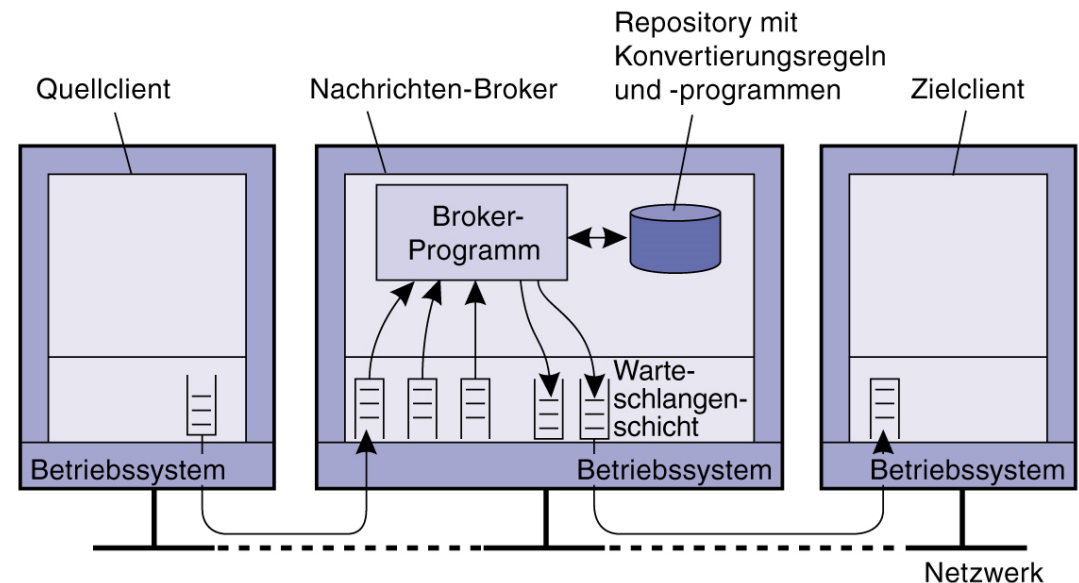 Repository mit
Konvertierungsregeln
und -programmen
Quellclient
Nachrichten-Broker
Zielclient
Broker-
Programm
Warte-
schlangen-
schicht
Betriebssystem
Betriebssystem
Betriebssystem
Netzwerk